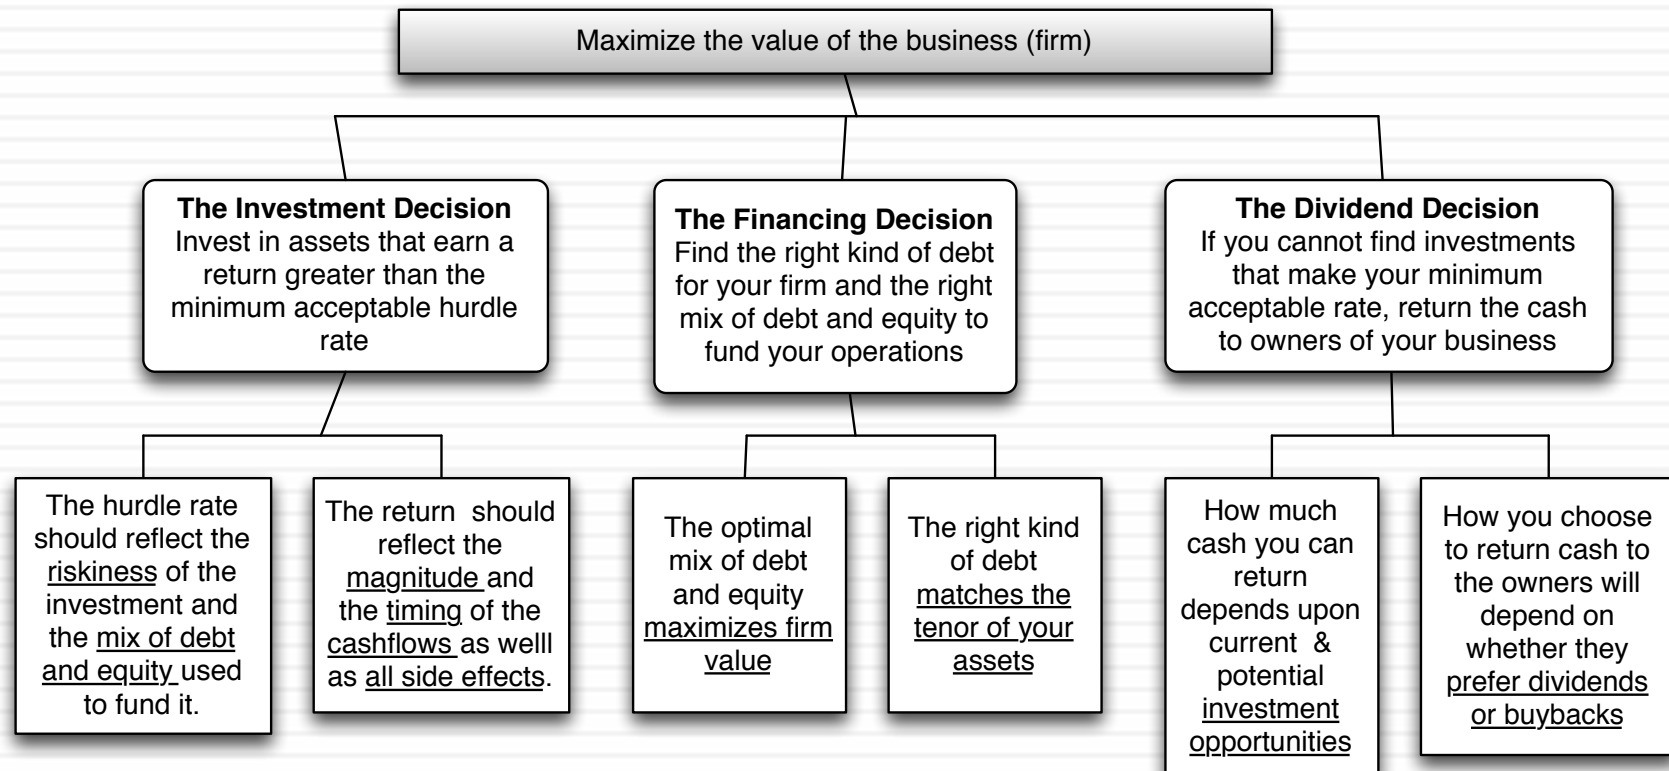 Maximize the value of the business (firm)
The Investment Decision
Invest in assets that earn a
return greater than the
minimum acceptable hurdle
rate
The Financing Decision
Find the right kind of debt
for your firm and the right
mix of debt and equity to
fund your operations
The Dividend Decision
If you cannot find investments
that make your minimum
acceptable rate, return the cash
to owners of your business
The hurdle rate
should reflect the
riskiness of the
investment and
the mix of debt
and equity used
to fund it.
The return  should
reflect the
magnitude and
the timing of the
cashflows as welll
as all side effects.
The optimal
mix of debt
and equity
maximizes firm
value
The right kind
of debt
matches the
tenor of your
assets
How much
cash you can
return
depends upon
current  &
potential
investment
opportunities
How you choose
to return cash to
the owners will
depend on
whether they
prefer dividends
or buybacks